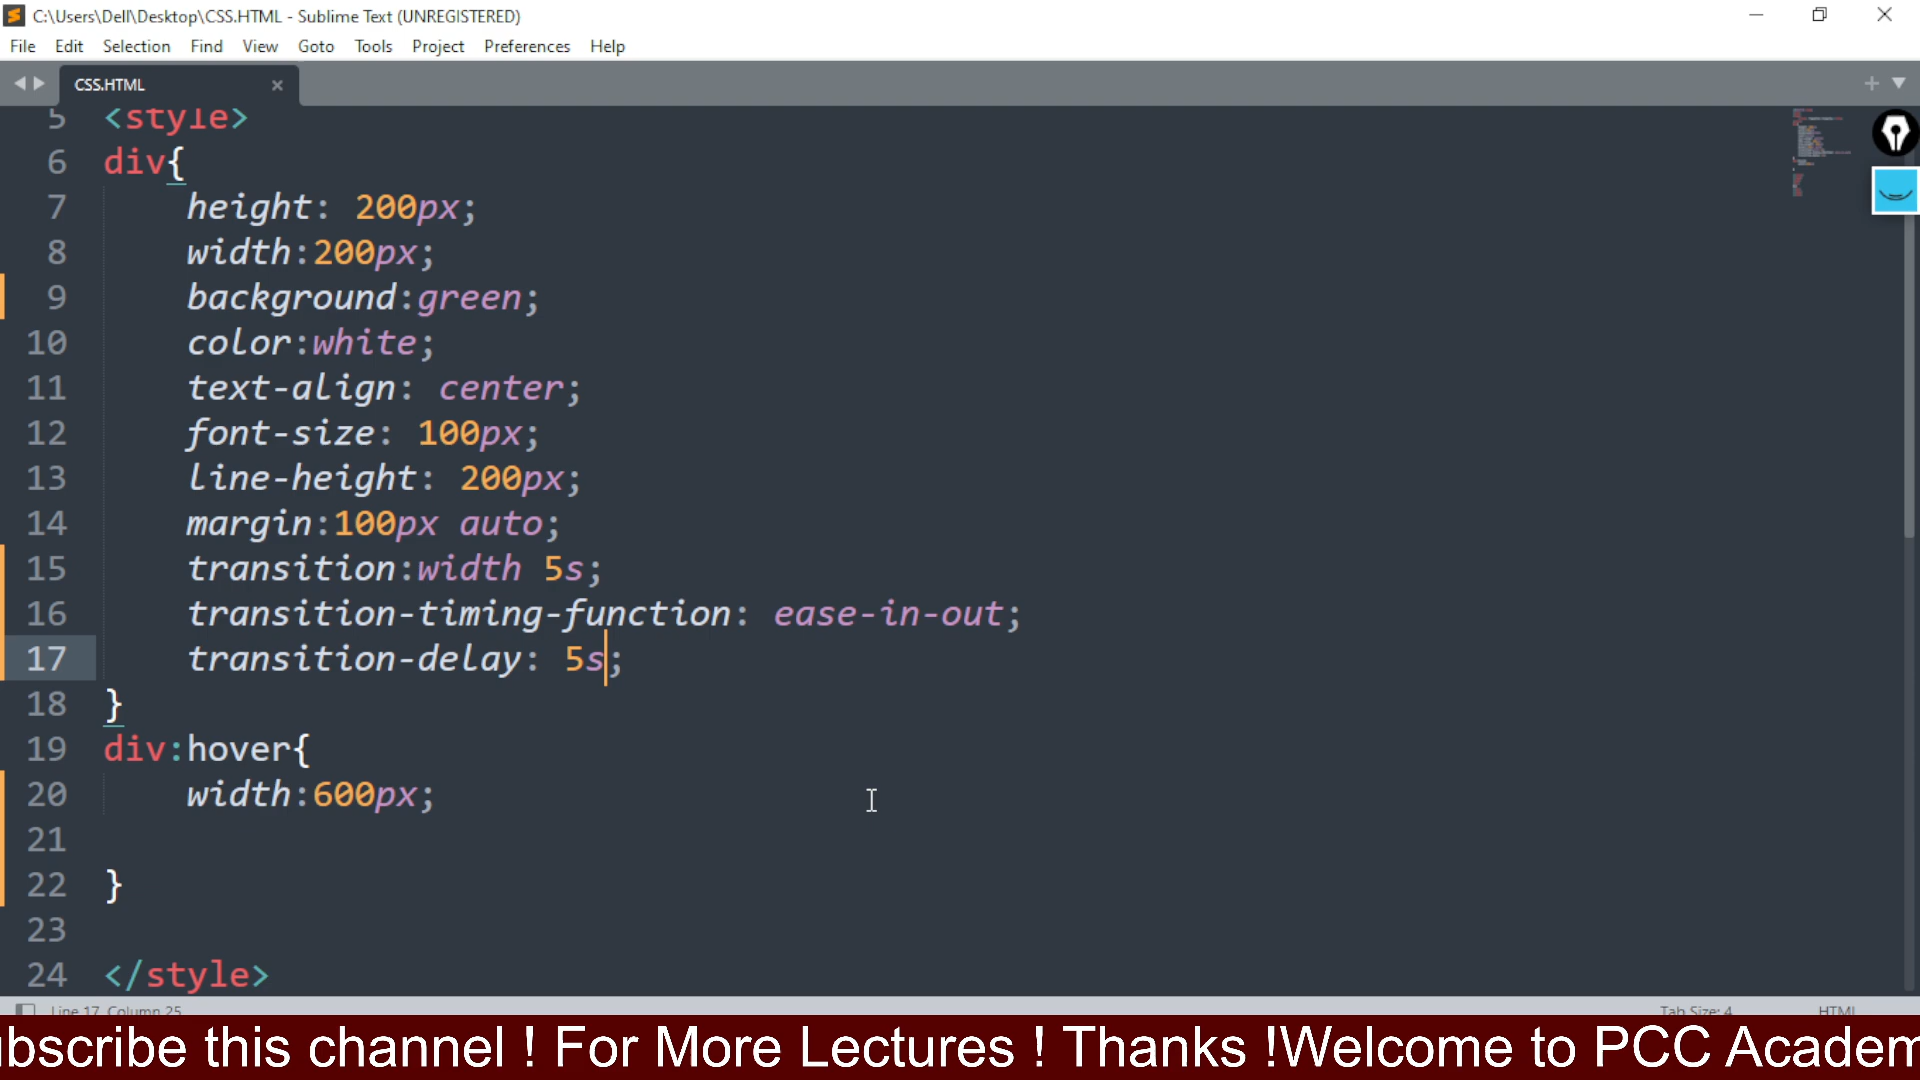 C:\Users\Dell\Desktop\CSS.HTML - Sublime Text (UNREGISTERED)
File Edit Selection Find View Goto Tools Project Preferences Help
CSS.HTML
5 <style>
6 div{
7 height: 200px;
8 width:200px;
9 background:green;
10 color:white;
11 text-align: center;
12 font-size: 100px;
13 line-height: 200px;
14 margin:100px auto;
15 transition:width 5s;
16 transition-timing-function: ease-in-out;
17 transition-delay: 5s;
18 }
19 div:hover{
20 width:600px;
21
22 }
23
24 </style>
Line 17, Column 25 Tab Size: 4 HTML
ubscribe this channel ! For More Lectures ! Thanks !Welcome to PCC Academ